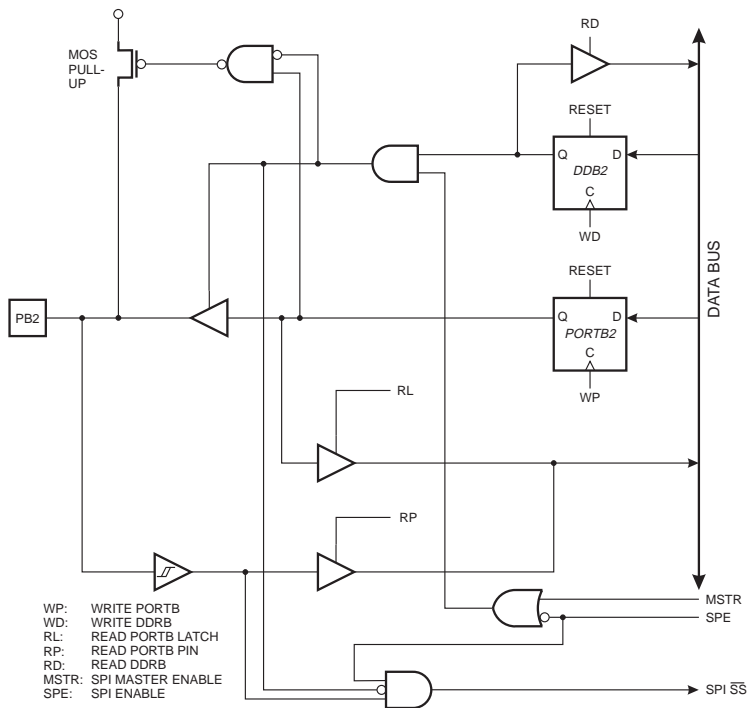 RD
MOS
PULL-
UP
RESET
Q
D
DDB2
C
WD
RESET
PB2
Q
D
PORTB2
C
DATA BUS
WP
RL
RP
WP: WRITE PORTB
WD: WRITE DDRB
RL: READ PORTB LATCH
RP: READ PORTB PIN
RD: READ DDRB
MSTR: SPI MASTER ENABLE
SPE: SPI ENABLE
MSTR
SPE
SPI S̅S̅